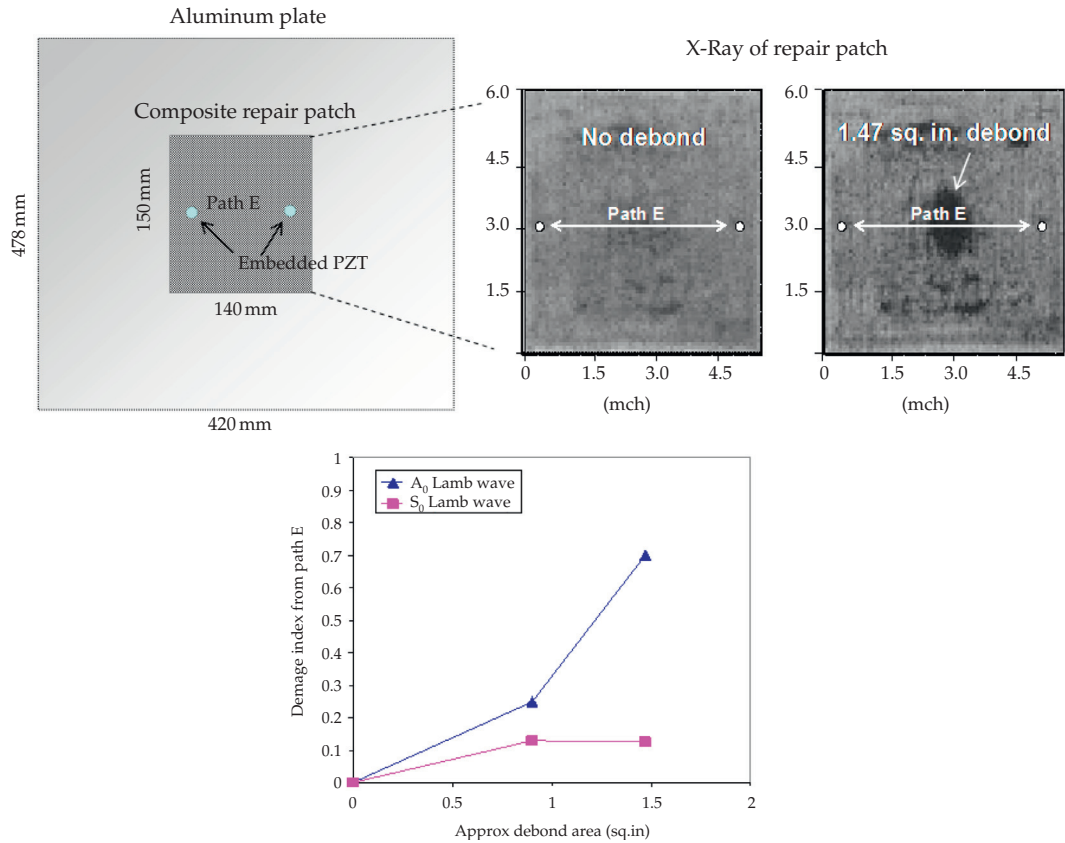 Aluminum plate
Composite repair patch
Path E
Embedded PZT
150 mm
140 mm
478 mm
420 mm
X-Ray of repair patch
6.0
4.5
3.0
1.5
0
0
1.5
3.0
4.5
(mch)
No debond
Path E
6.0
4.5
3.0
1.5
0
0
1.5
3.0
4.5
(mch)
1.47 sq. in. debond
Path E
A0 Lamb wave
S0 Lamb wave
Demage index from path E
1
0.9
0.8
0.7
0.6
0.5
0.4
0.3
0.2
0.1
0
0
0.5
1
1.5
2
Approx debond area (sq.in)